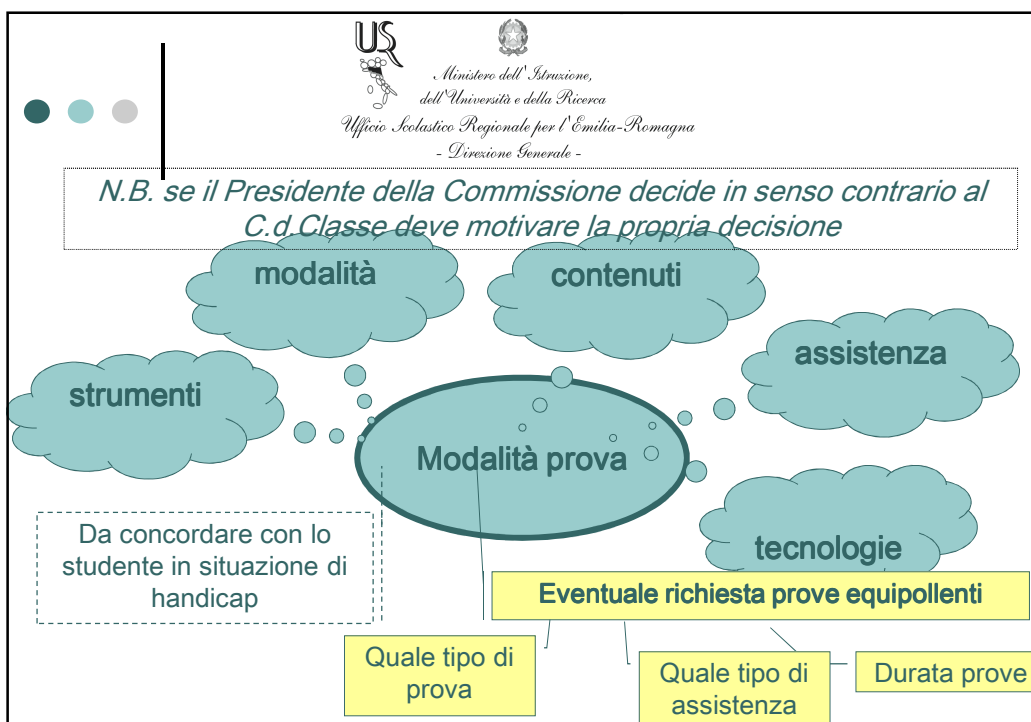 USR
Ministero dell'Istruzione,
dell'Università e della Ricerca
Ufficio Scolastico Regionale per l'Emilia-Romagna
- Direzione Generale -
N.B. se il Presidente della Commissione decide in senso contrario al
C.d.Classe deve motivare la propria decisione
modalità
contenuti
assistenza
strumenti
Modalità prova
tecnologie
Da concordare con lo
studente in situazione di
handicap
Eventuale richiesta prove equipollenti
Quale tipo di
prova
Quale tipo di
assistenza
Durata prove